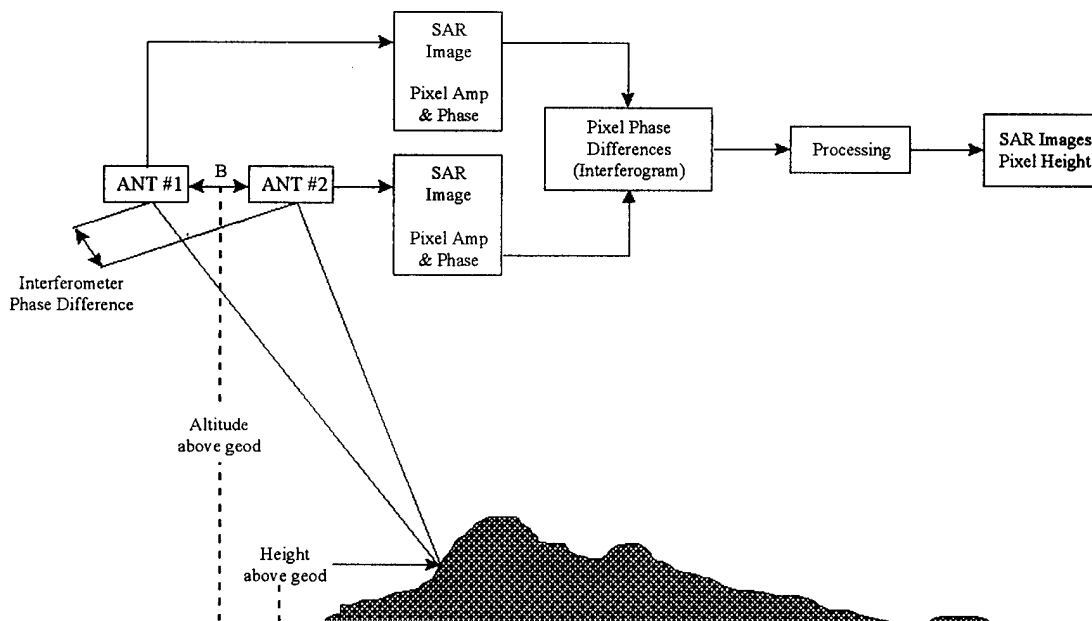 SAR
Image
Pixel Amp
& Phase
Pixel Phase
Differences
(Interferogram)
Processing
SAR Images
Pixel Height
ANT #1
B
ANT #2
SAR
Image
Pixel Amp
& Phase
Interferometer
Phase Difference
Altitude
above geod
Height
above geod